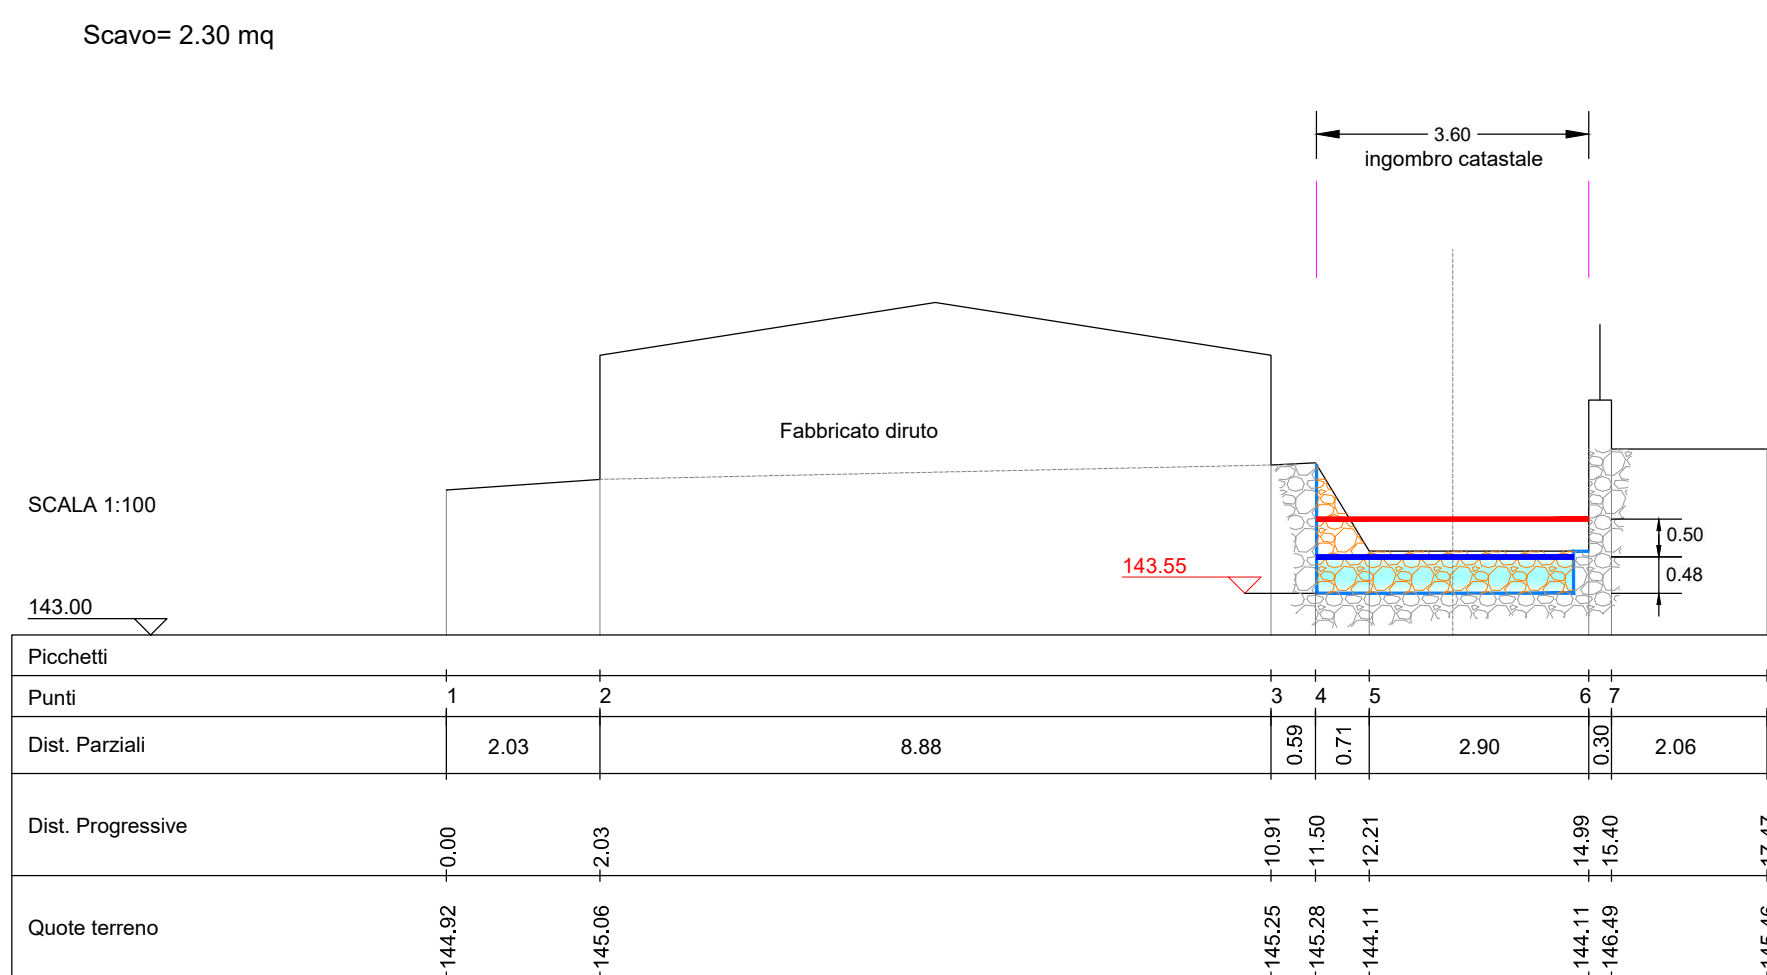 Scavo= 2.30 mq
3.60
ingombro catastale
Fabbricato diruto
SCALA 1:100
0.50
143.55
0.48
143.00
Picchetti
Punti 1 2 3 4 5 6 7
Dist. Parziali 2.03 8.88 0.59 0.71 2.90 0.30 2.06
Dist. Progressive 0.00 2.03 10.91 11.50 12.21 14.99 15.40 17.47
Quote terreno 144.92 145.06 145.25 145.28 144.11 144.11 146.49 145.46